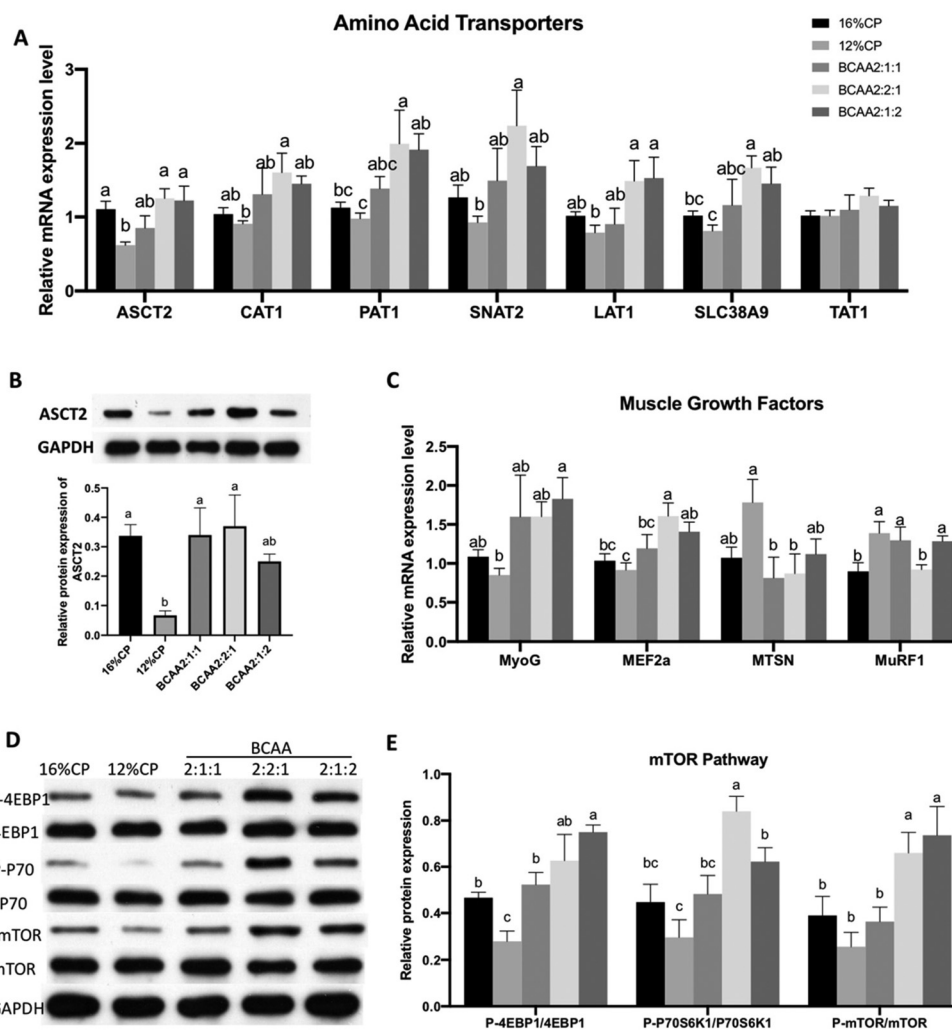 A
Amino Acid Transporters
16%CP
12%CP
BCAA2:1:1
BCAA2:2:1
BCAA2:1:2
Relative mRNA expression level
3
2
1
0
a b ab a a
ab b ab a ab
bc c abc a ab
ab b ab a ab
ab b ab a a
bc c abc a ab
ASCT2 CAT1 PAT1 SNAT2 LAT1 SLC38A9 TAT1
B
ASCT2
GAPDH
Relative protein expression of
ASCT2
0.5
0.4
0.3
0.2
0.1
0.0
a b a a ab
16%CP 12%CP BCAA2:1:1 BCAA2:2:1 BCAA2:1:2
C
Muscle Growth Factors
Relative mRNA expression level
2.5
2.0
1.5
1.0
0.5
0.0
ab b ab ab a
bc c bc a ab
ab a b b ab
b a a b a
MyoG MEF2a MTSN MuRF1
D
BCAA
16%CP 12%CP 2:1:1 2:2:1 2:1:2
-4EBP1
4EBP1
P-P70
P70
mTOR
mTOR
GAPDH
E
mTOR Pathway
Relative protein expression
1.0
0.8
0.6
0.4
0.2
0.0
b c b ab a
bc c bc a b
b b b a a
P-4EBP1/4EBP1 P-P70S6K1/P70S6K1 P-mTOR/mTOR